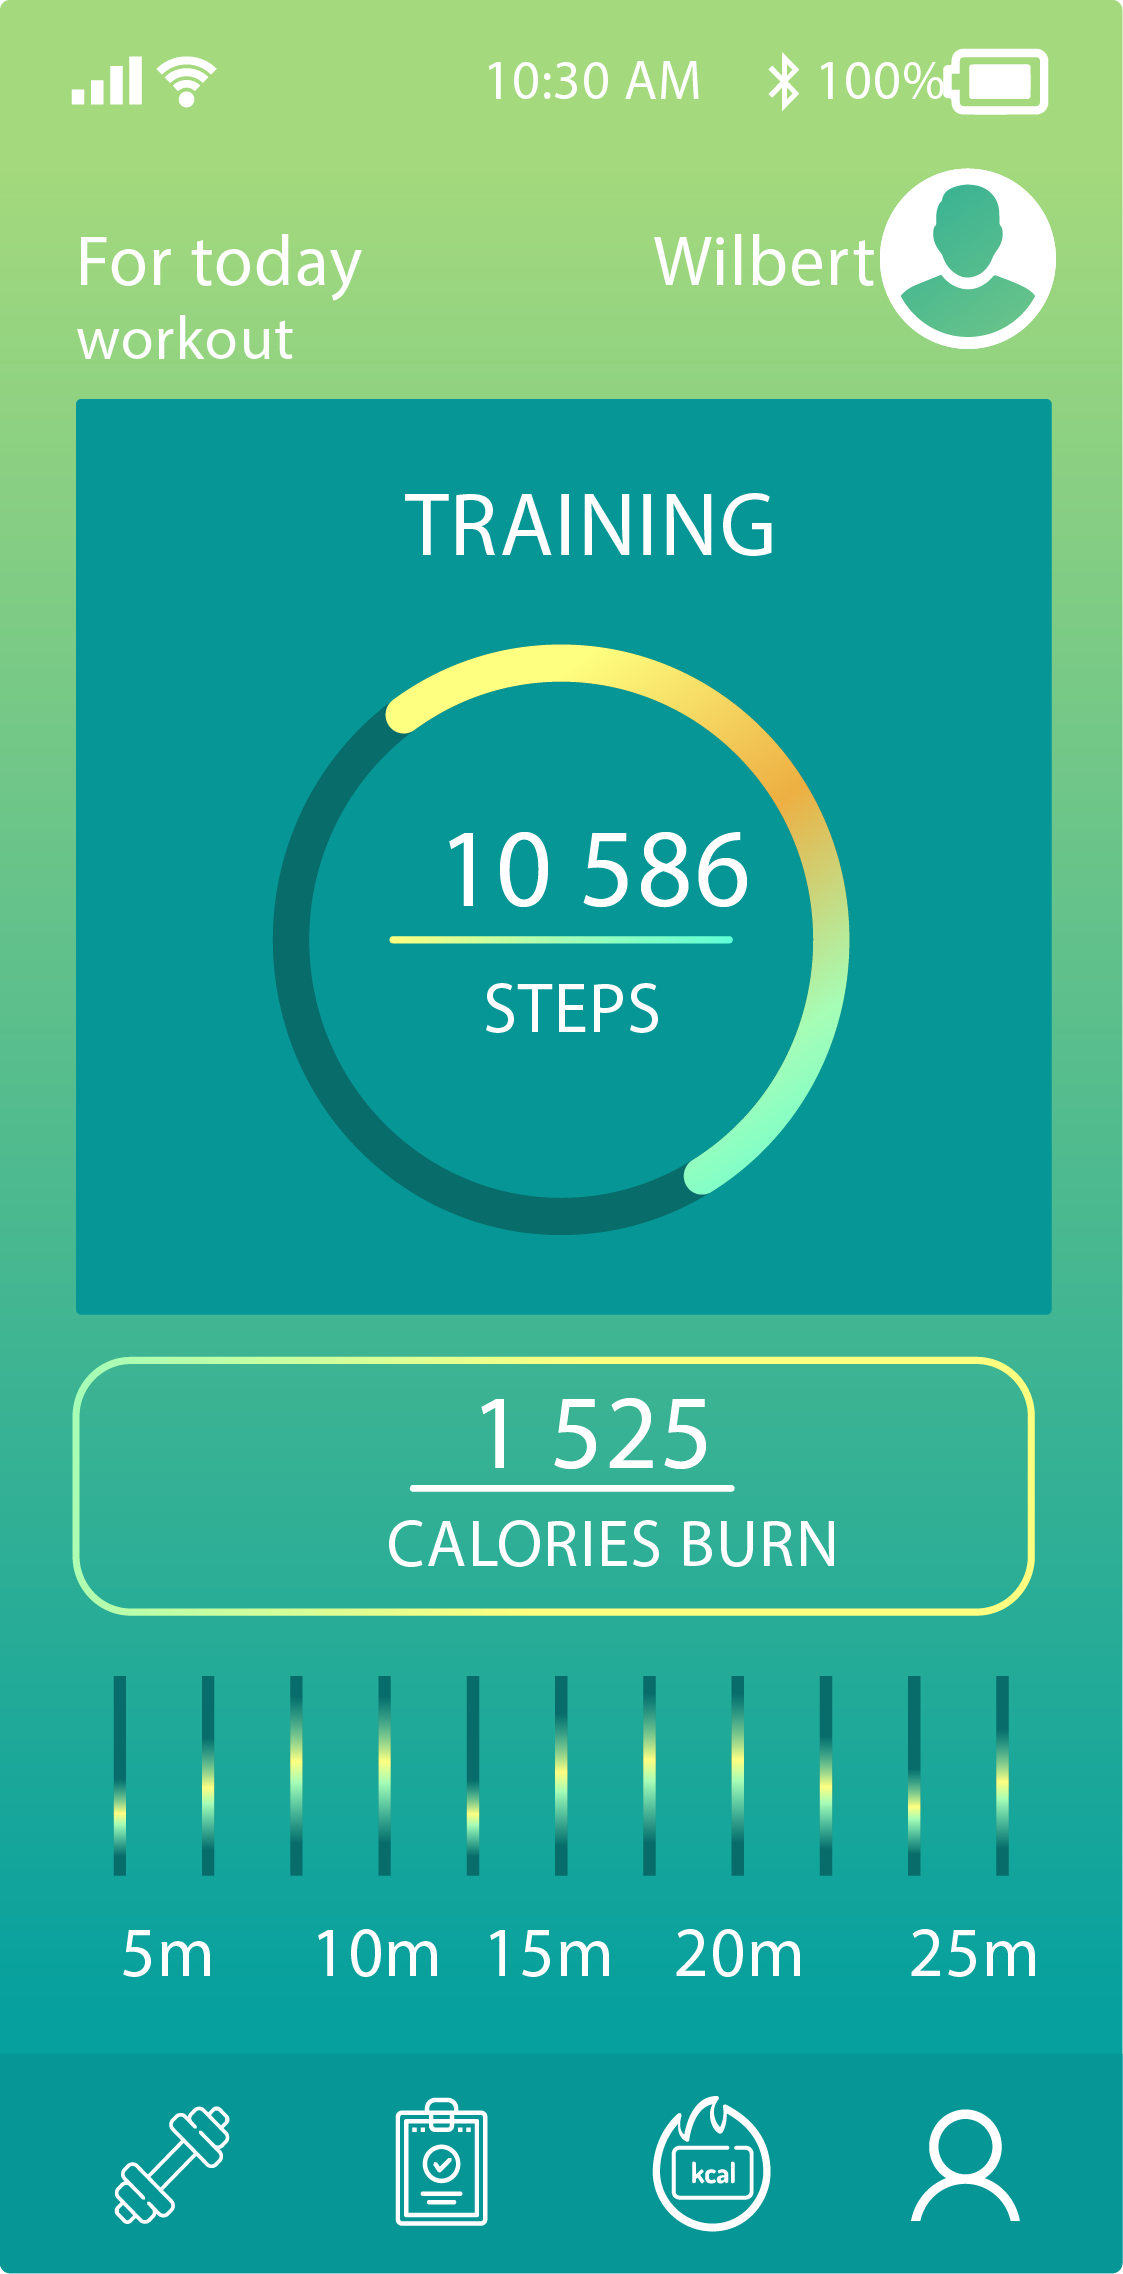 10:30 AM 100%
For today Wilbert
workout
TRAINING
10 586
STEPS
1 525
CALORIES BURN
5m 10m 15m 20m 25m
kcal